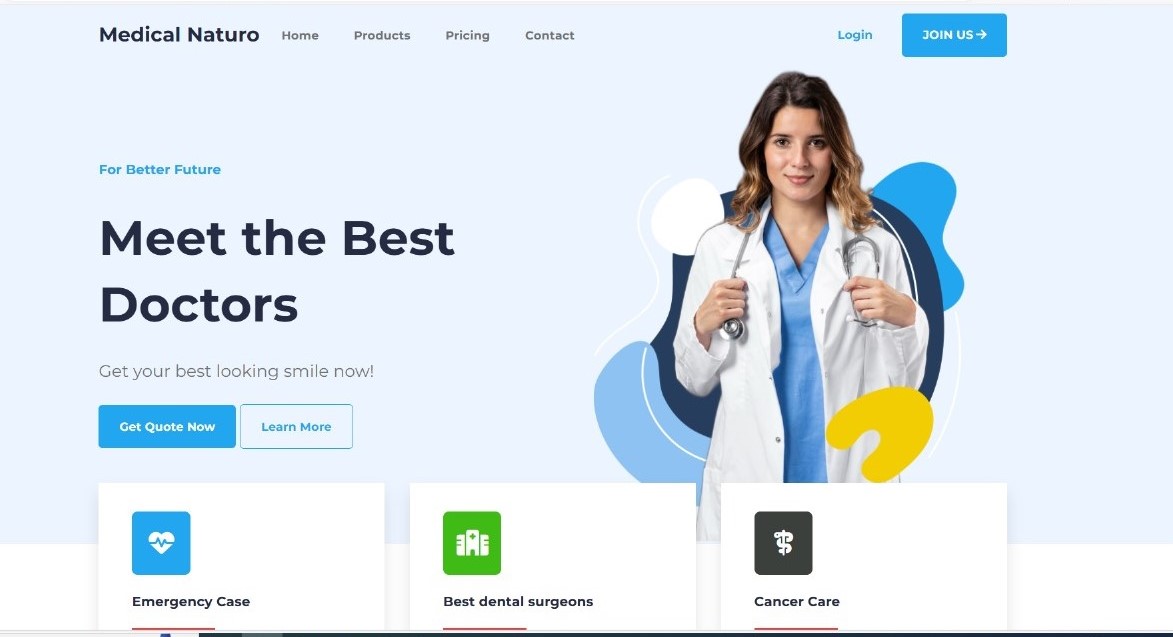 Medical Naturo
Home Products Pricing Contact
Login JOIN US
For Better Future
Meet the Best
Doctors
Get your best looking smile now!
Get Quote Now Learn More
Emergency Case
Best dental surgeons
Cancer Care